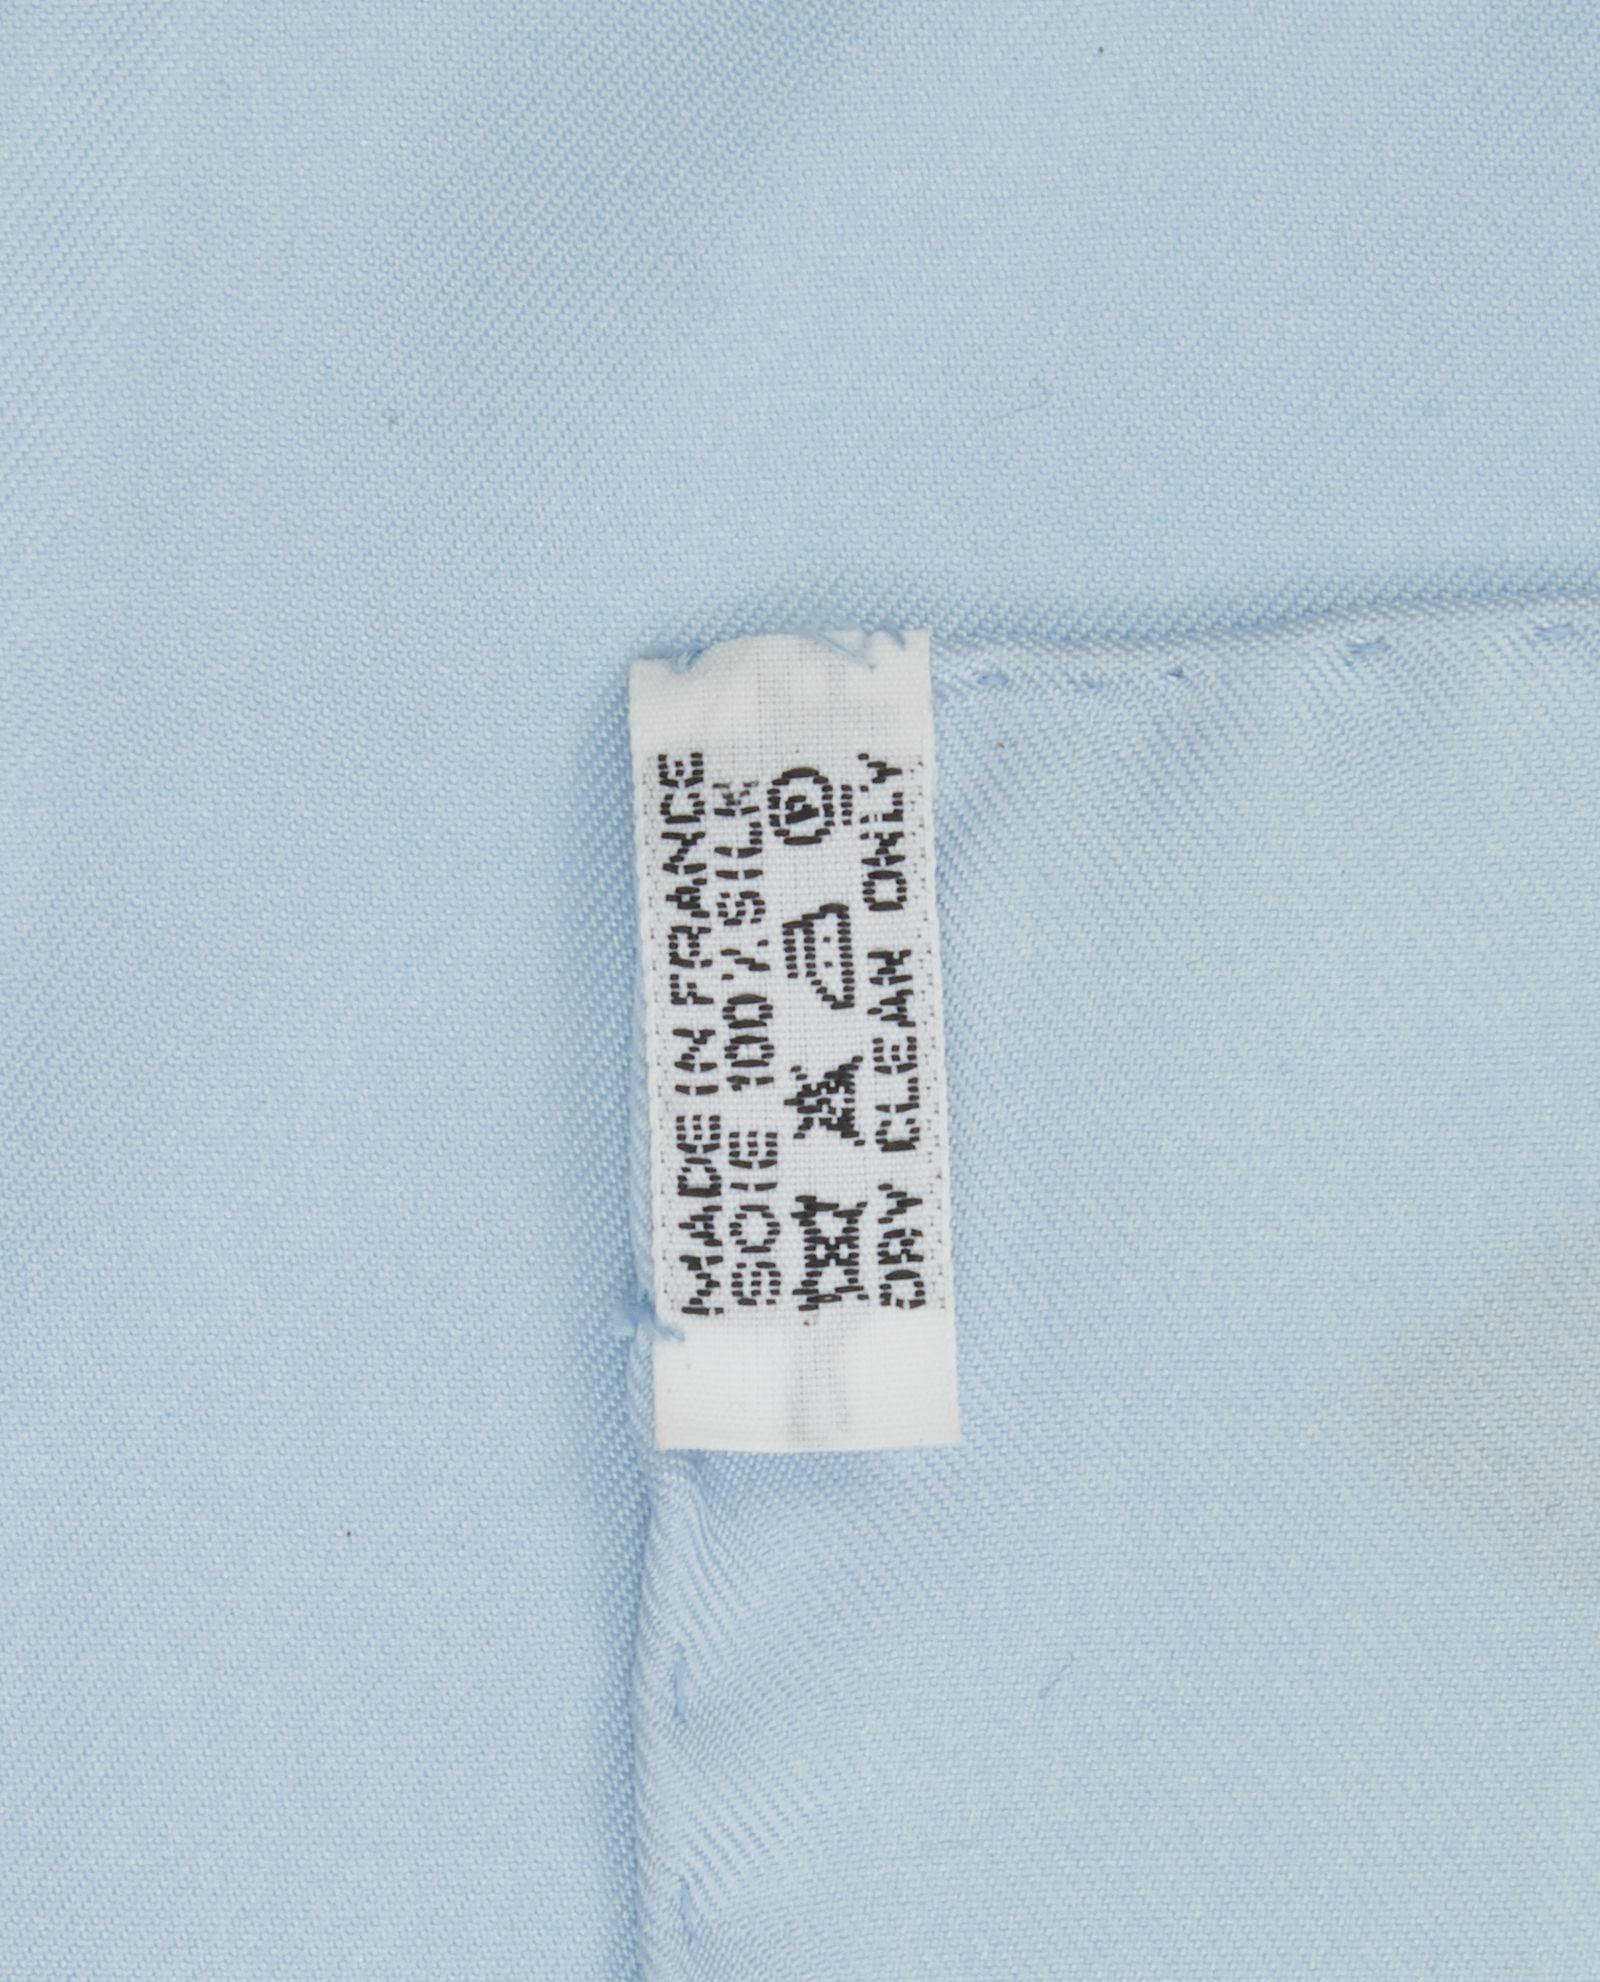 MADE IN FRANCE
SOIE 100% SILK
P
DRY CLEAN ONLY